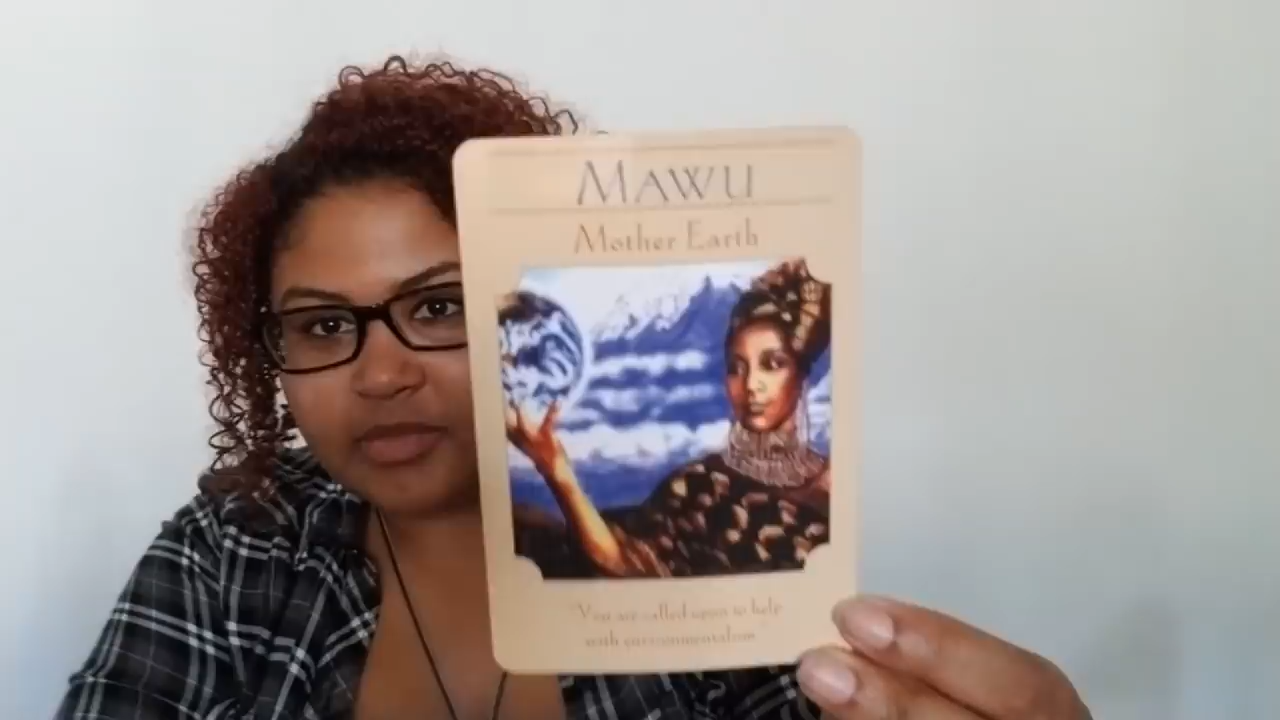 MAWU
Mother Earth
"You are called upon to help
with environmentalism"